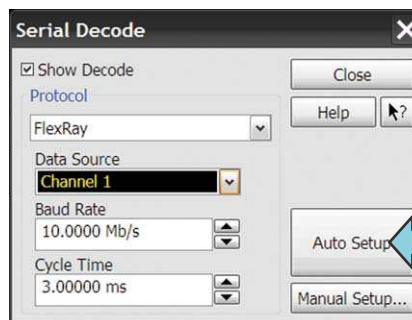 Serial Decode
Show Decode
Close
Protocol
Help
?
FlexRay
Data Source
Channel 1
Baud Rate
10.0000 Mb/s
Auto Setup
Cycle Time
3.00000 ms
Manual Setup...